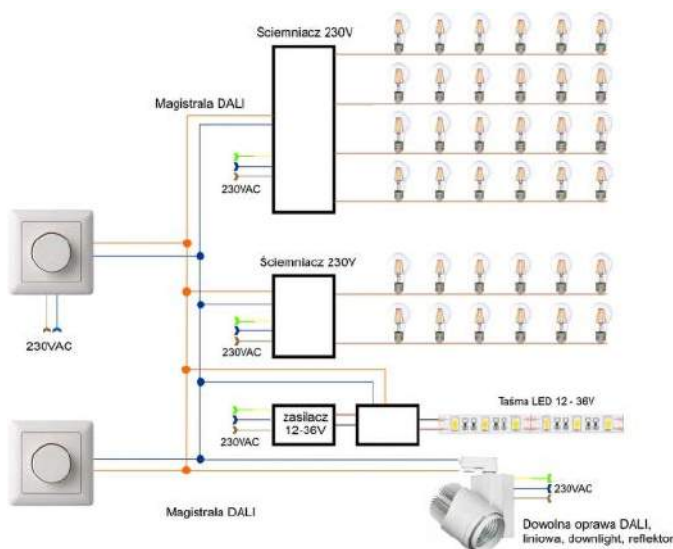 Ściemniacz 230V
Magistrala DALI
230VAC
Ściemniacz 230V
230VAC
230VAC
Taśma LED 12 - 36V
zasilacz
12-36V
230VAC
230VAC
Magistrala DALI
Dowolna oprawa DALI,
liniowa, downlight, reflektor